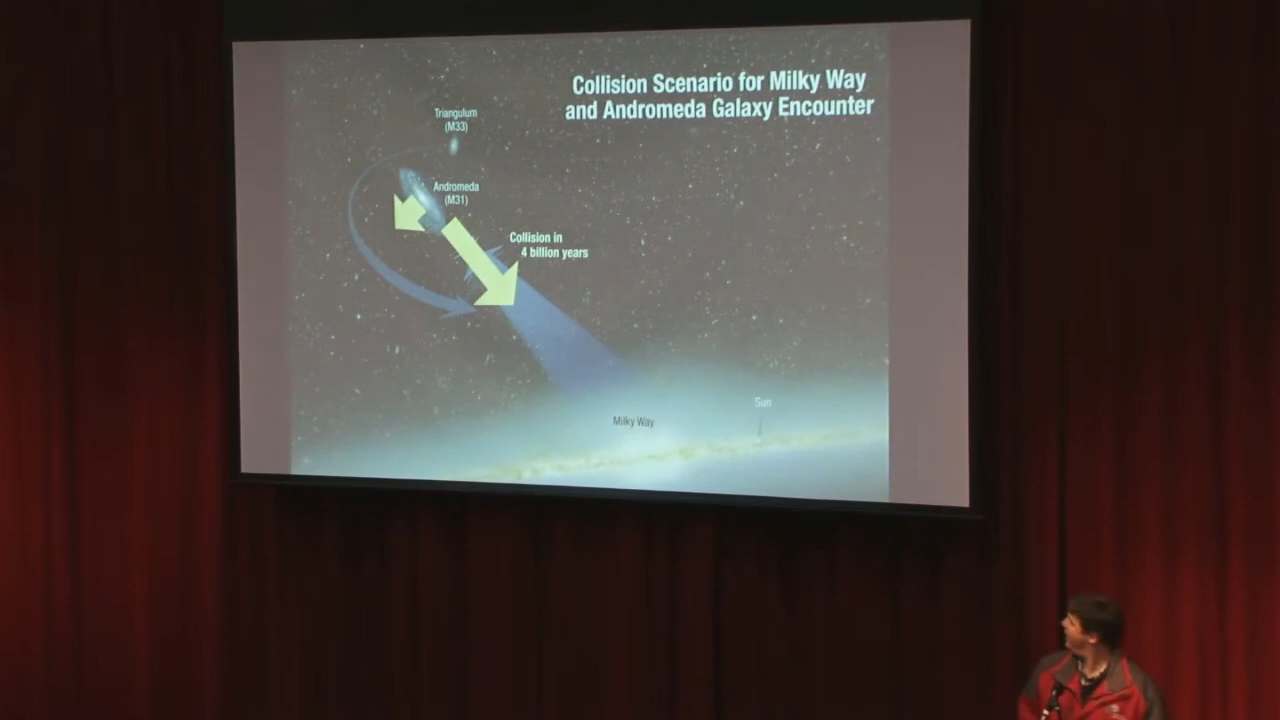 Collision Scenario for Milky Way
and Andromeda Galaxy Encounter
Triangulum
(M33)
Andromeda
(M31)
Collision in
4 billion years
Sun
Milky Way